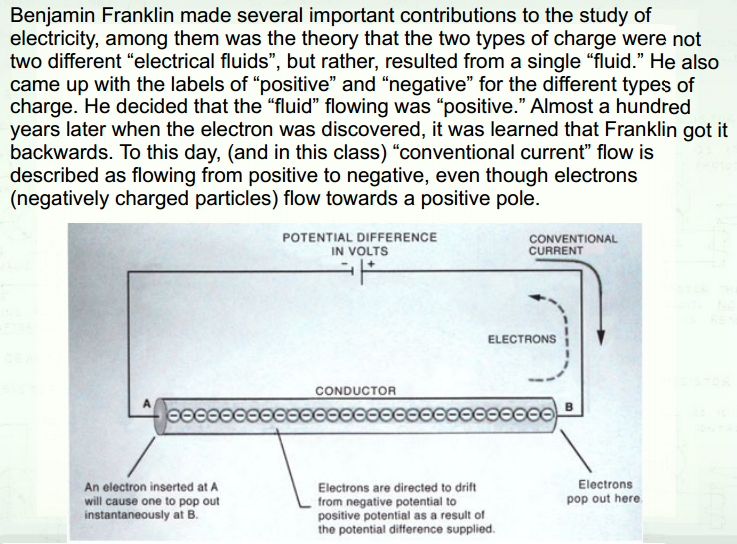 Benjamin Franklin made several important contributions to the study of
electricity, among them was the theory that the two types of charge were not
two different “electrical fluids”, but rather, resulted from a single “fluid.” He also
came up with the labels of “positive” and “negative” for the different types of
charge. He decided that the “fluid” flowing was “positive.” Almost a hundred
years later when the electron was discovered, it was learned that Franklin got it
backwards. To this day, (and in this class) “conventional current” flow is
described as flowing from positive to negative, even though electrons
(negatively charged particles) flow towards a positive pole.
POTENTIAL DIFFERENCE
IN VOLTS
- +
CONVENTIONAL
CURRENT
ELECTRONS
CONDUCTOR
A
B
An electron inserted at A
will cause one to pop out
instantaneously at B.
Electrons are directed to drift
from negative potential to
positive potential as a result of
the potential difference supplied.
Electrons
pop out here.